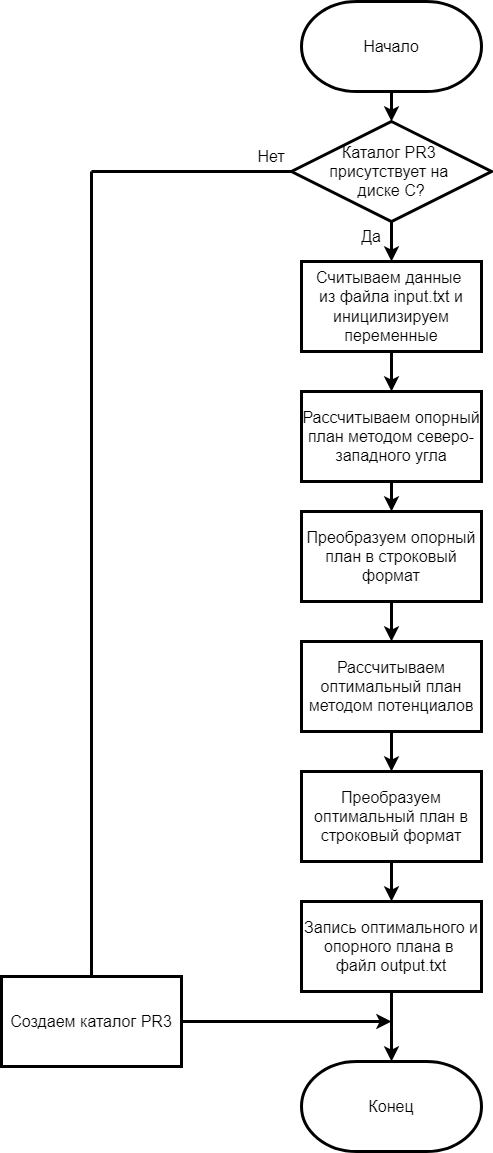 Начало
Каталог PR3
присутствует на
диске С?
Нет
Да
Считываем данные
из файла input.txt и
иницилизируем
переменные
Рассчитываем опорный
план методом северо-
западного угла
Преобразуем опорный
план в строковый
формат
Рассчитываем
оптимальный план
методом потенциалов
Преобразуем
оптимальный план в
строковый формат
Запись оптимального и
опорного плана в
файл output.txt
Создаем каталог PR3
Конец